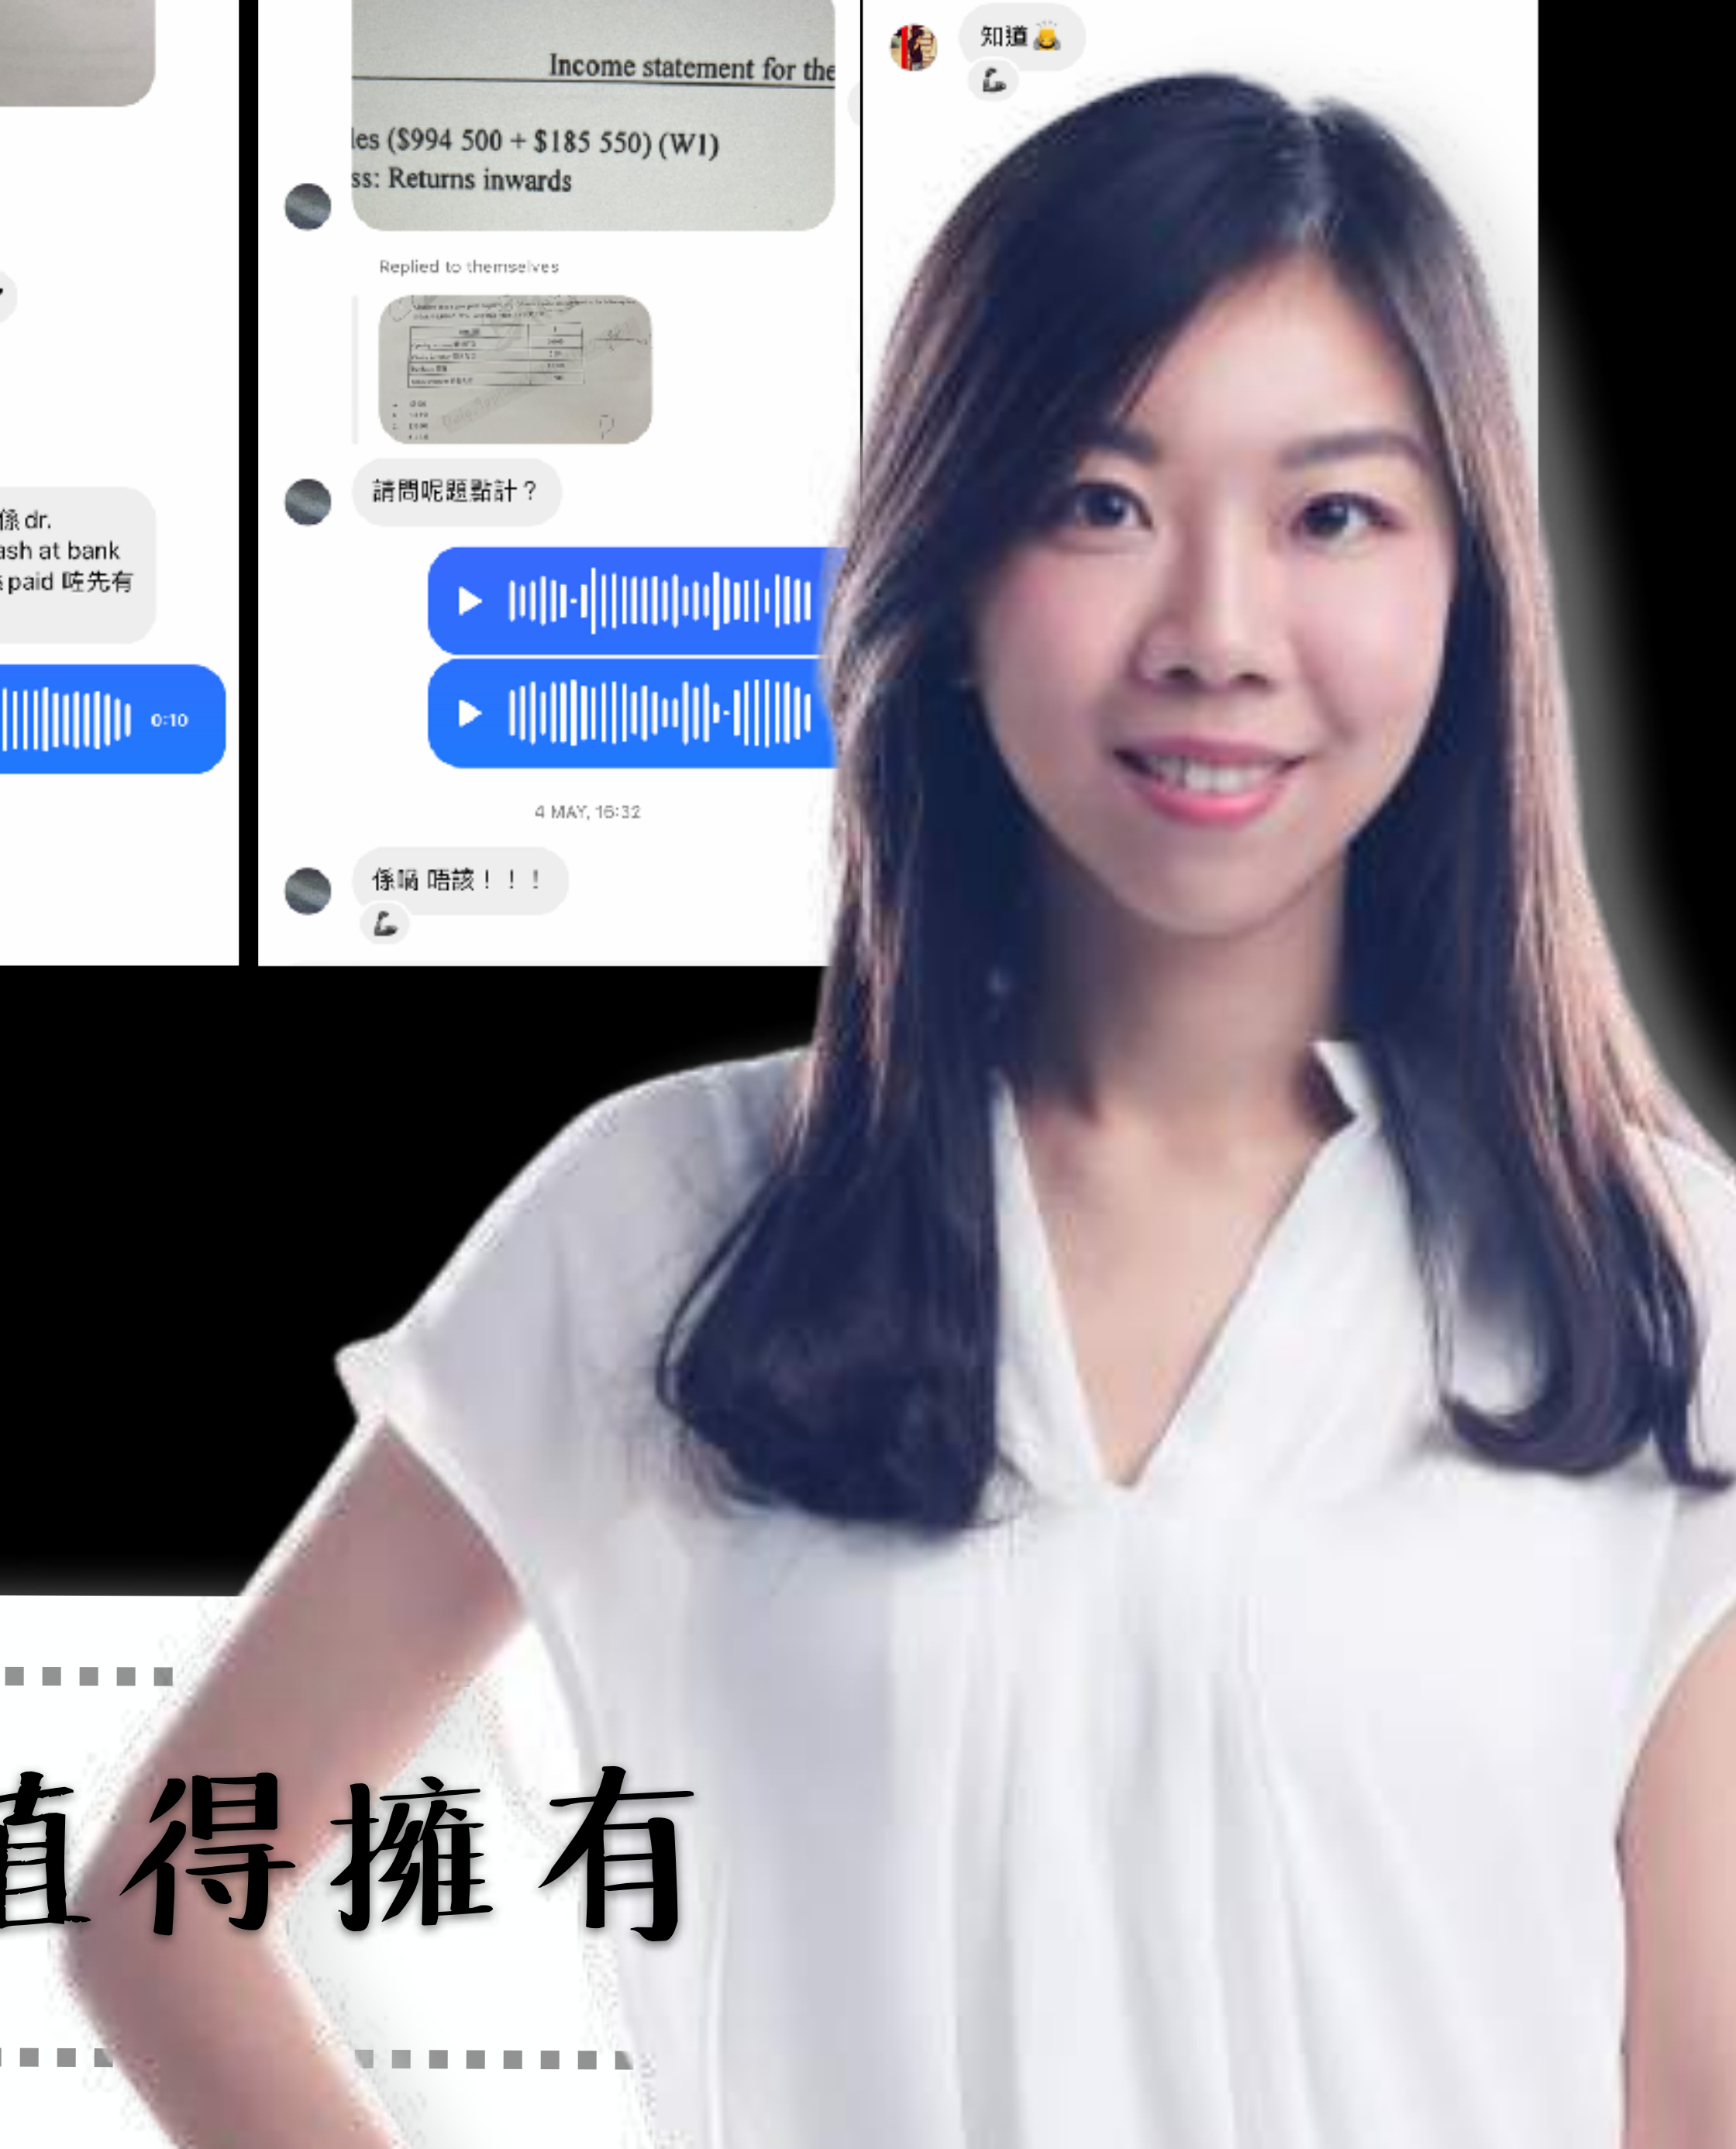 係 dr.
ash at bank
paid 咗先有
0:10
Income statement for the
les ($994 500 + $185 550) (W1)
ss: Returns inwards
Replied to themselves
請問呢題點計？
4 MAY, 16:32
係喎 唔該！！！
知道
值得擁有